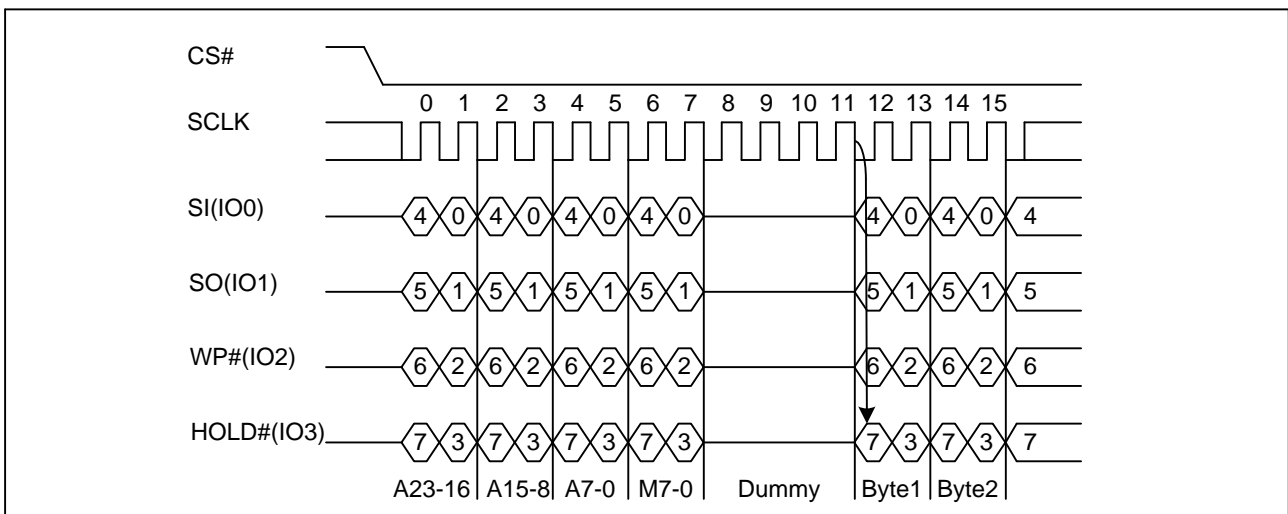 CS#
0 1 2 3 4 5 6 7 8 9 10 11 12 13 14 15
SCLK
SI(IO0) 4 0 4 0 4 0 4 0 4 0 4 0 4
SO(IO1) 5 1 5 1 5 1 5 1 5 1 5 1 5
WP#(IO2) 6 2 6 2 6 2 6 2 6 2 6 2 6
HOLD#(IO3) 7 3 7 3 7 3 7 3 7 3 7 3 7
A23-16 A15-8 A7-0 M7-0 Dummy Byte1 Byte2